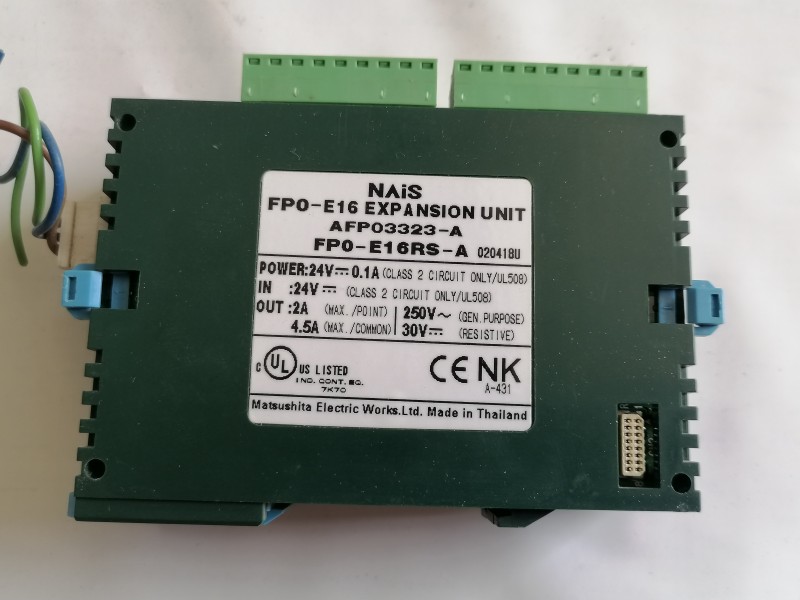 NAiS
FP0-E16 EXPANSION UNIT
AFP03323-A
FP0-E16RS-A 020418U
POWER:24V⎓0.1A(CLASS 2 CIRCUIT ONLY/UL508)
IN :24V⎓ (CLASS 2 CIRCUIT ONLY/UL508)
OUT :2A (MAX./POINT) 250V~ (GEN.PURPOSE)
4.5A (MAX./COMMON) 30V⎓ (RESISTIVE)
C UL US LISTED
IND. CONT. EQ.
7K70
CE NK
A-431
Matsushita Electric Works.Ltd. Made in Thailand